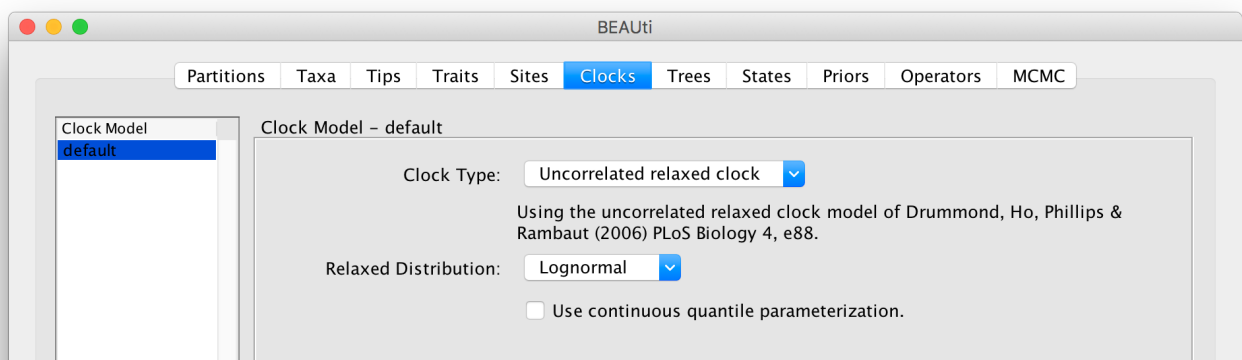 BEAUti
Partitions Taxa Tips Traits Sites Clocks Trees States Priors Operators MCMC
Clock Model
default
Clock Model – default
Clock Type: Uncorrelated relaxed clock
Using the uncorrelated relaxed clock model of Drummond, Ho, Phillips &
Rambaut (2006) PLoS Biology 4, e88.
Relaxed Distribution: Lognormal
Use continuous quantile parameterization.